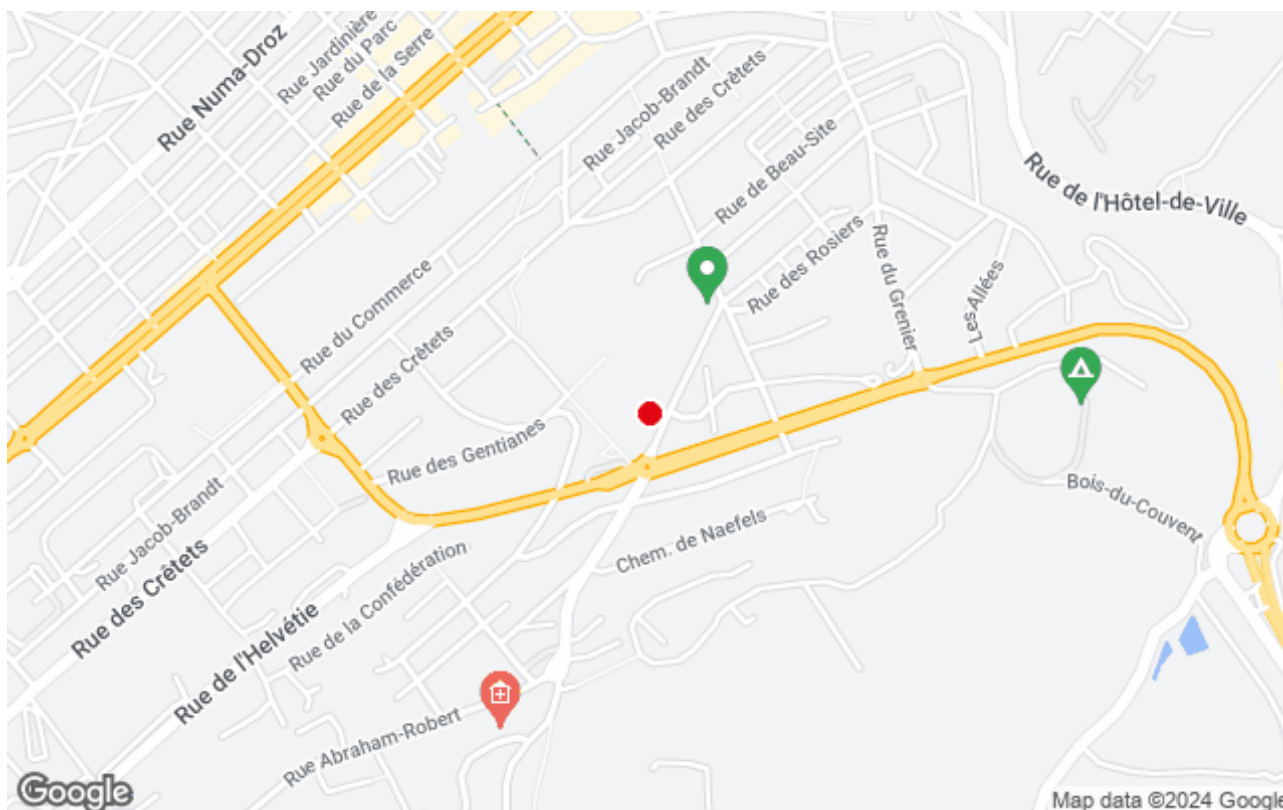 Rue Numa-Droz
Rue Jardinière
Rue du Parc
Rue de la Serre
Rue Jacob-Brandt
Rue des Crêtets
Rue de Beau-Site
Rue de l'Hôtel-de-Ville
Rue des Rosiers
Rue du Grenier
Les Allées
Rue du Commerce
Rue des Crêtets
Rue des Gentianes
Bois-du-Couvent
Rue Jacob-Brandt
Chem. de Naefels
Rue des Crêtets
Rue de la Confédération
Rue de l'Helvétie
Rue Abraham-Robert
Google
Map data ©2024 Google